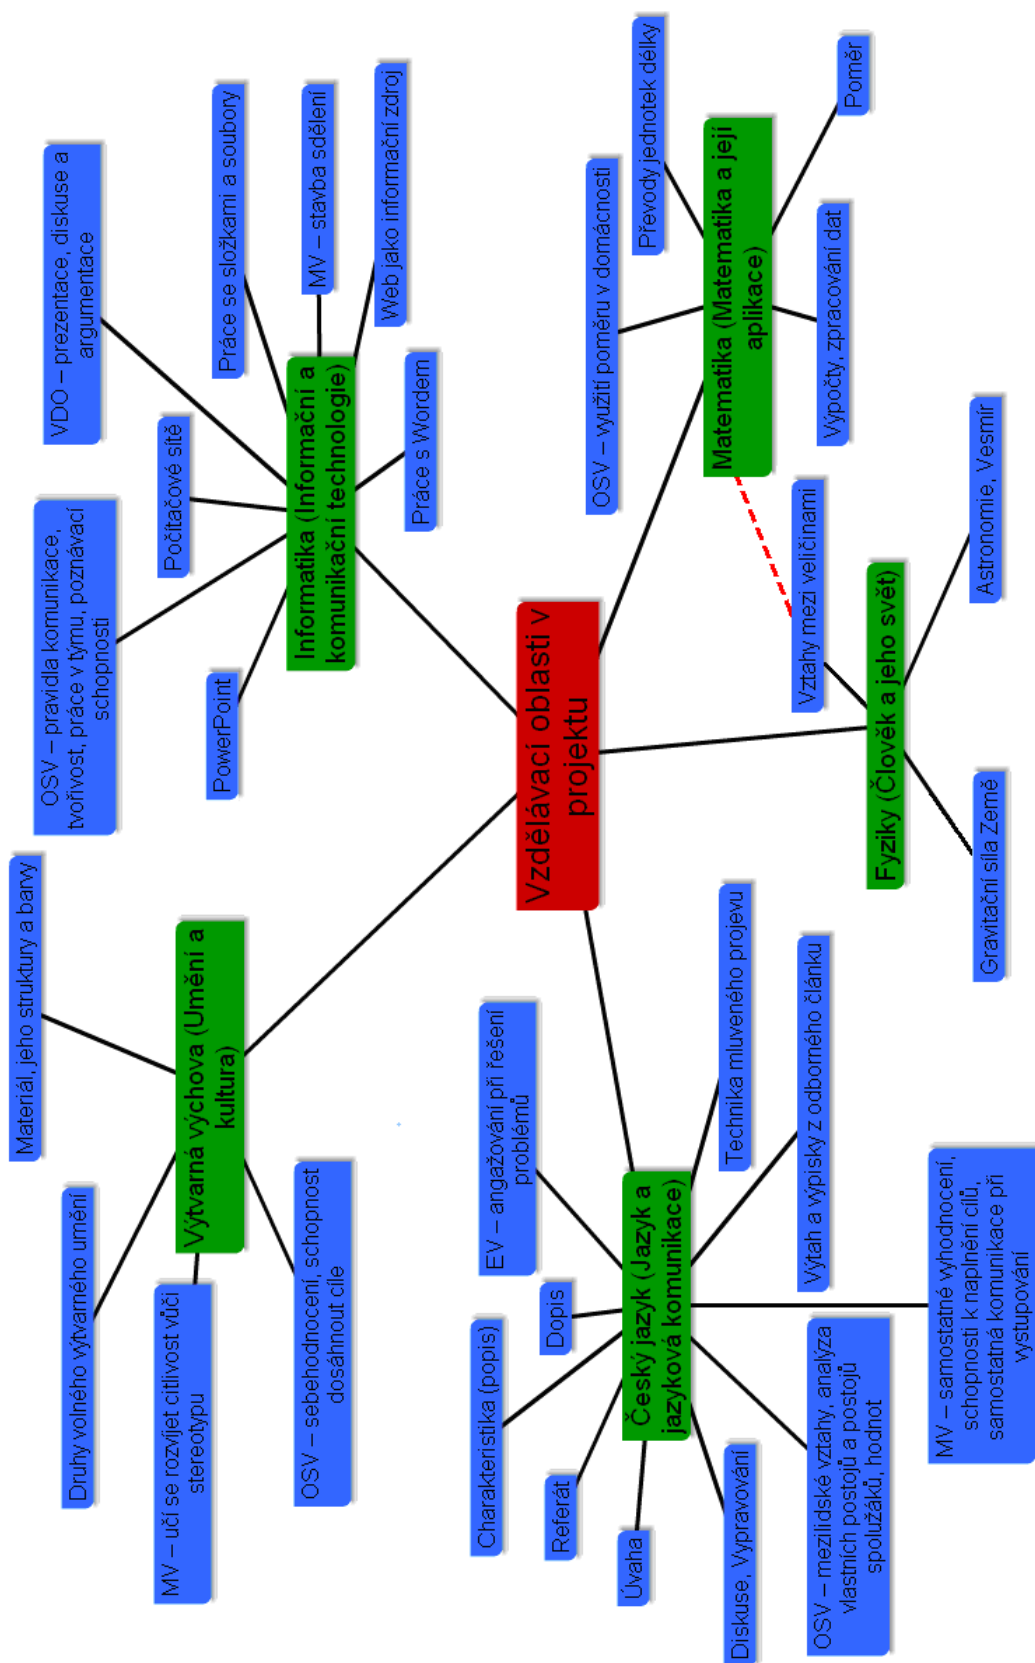 Materiál, jeho struktury a barvy
Druhy volného výtvarného umění
MV – učí se rozvíjet citlivost vůči
stereotypu
Výtvarná výchova (Umění a
kultura)
OSV – sebehodnocení, schopnost
dosáhnout cíle
OSV – pravidla komunikace,
tvořivost, práce v týmu, poznávací
schopnosti
VDO – prezentace, diskuse a
argumentace
Počítačové sítě
PowerPoint
Práce se složkami a soubory
Informatika (Informační a
komunikační technologie)
MV – stavba sdělení
Web jako informační zdroj
Práce s Wordem
Vzdělávací oblasti v
projektu
Charakteristika (popis)
EV – angažování při řešení
problémů
Dopis
Referát
Úvaha
Český jazyk (Jazyk a
jazyková komunikace)
Technika mluveného projevu
Diskuse, Vypravování
Výtah a výpisky z odborného článku
OSV – mezilidské vztahy, analýza
vlastních postojů a postojů
spolužáků, hodnot
MV – samostatné vyhodnocení,
schopnosti k naplnění cílů,
samostatná komunikace při
vystupování
OSV – využití poměru v domácnosti
Převody jednotek délky
Matematika (Matematika a její
aplikace)
Poměr
Výpočty, zpracování dat
Vztahy mezi veličinami
Fyziky (Člověk a jeho svět)
Gravitační síla Země
Astronomie, Vesmír